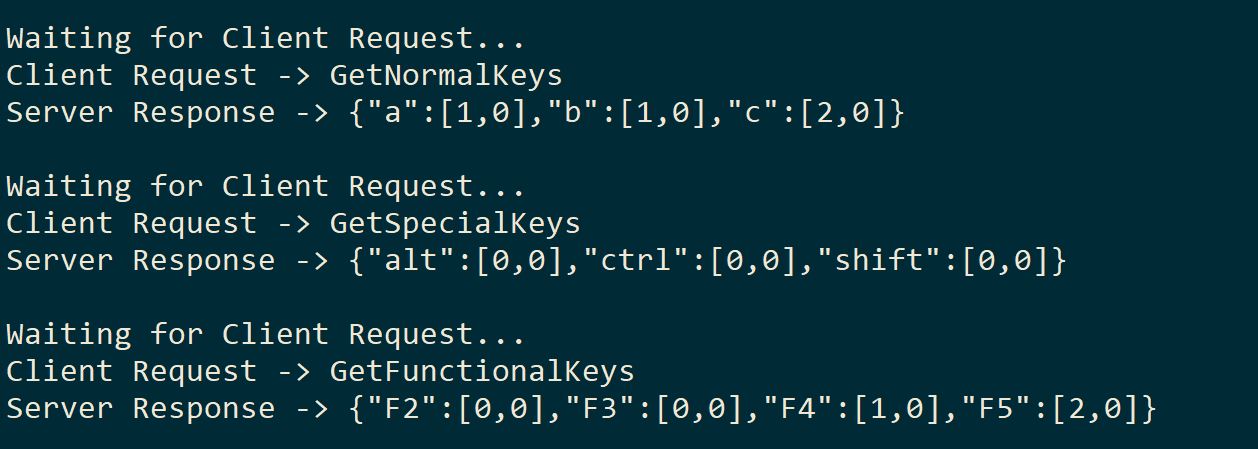 Waiting for Client Request...
Client Request -> GetNormalKeys
Server Response -> {"a":[1,0],"b":[1,0],"c":[2,0]}
Waiting for Client Request...
Client Request -> GetSpecialKeys
Server Response -> {"alt":[0,0],"ctrl":[0,0],"shift":[0,0]}
Waiting for Client Request...
Client Request -> GetFunctionalKeys
Server Response -> {"F2":[0,0],"F3":[0,0],"F4":[1,0],"F5":[2,0]}